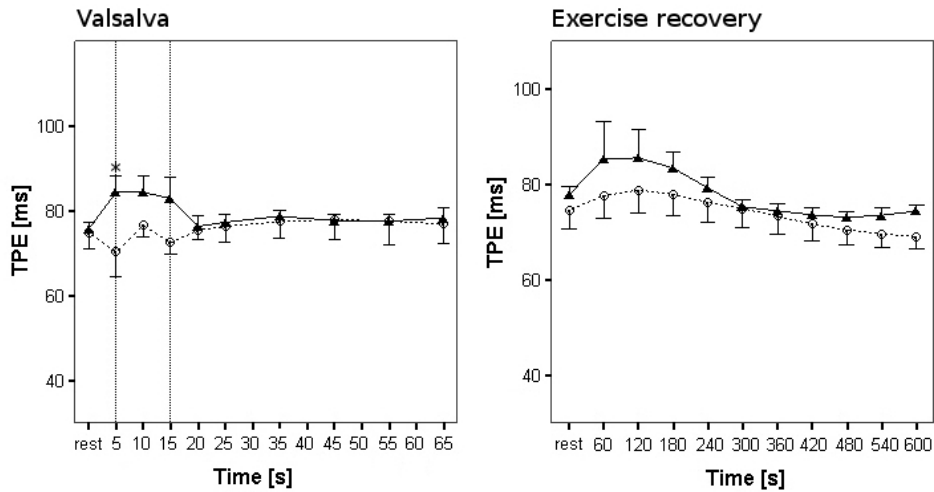 Valsalva
Exercise recovery
TPE [ms]
100
80
60
40
*
rest 5 10 15 20 25 30 35 40 45 50 55 60 65
Time [s]
TPE [ms]
100
80
60
40
rest 60 120 180 240 300 360 420 480 540 600
Time [s]